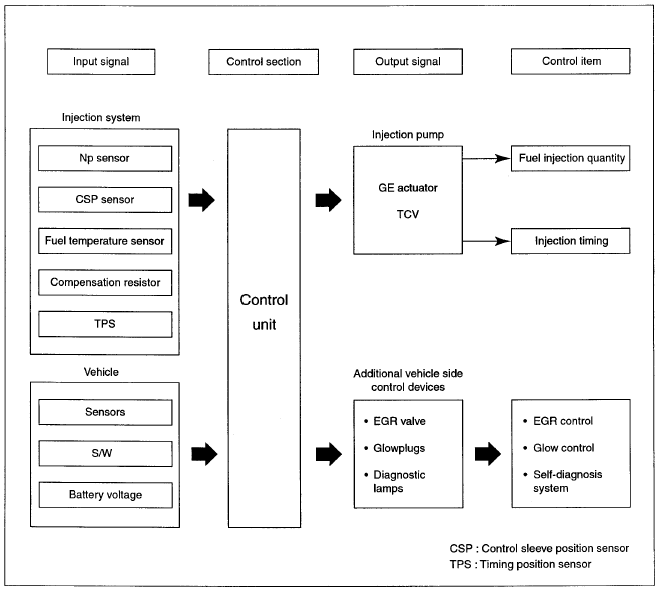 Input signal
Control section
Output signal
Control item
Injection system
Np sensor
CSP sensor
Fuel temperature sensor
Compensation resistor
TPS
Vehicle
Sensors
S/W
Battery voltage
Control
unit
Injection pump
GE actuator
TCV
Fuel injection quantity
Injection timing
Additional vehicle side
control devices
• EGR valve
• Glowplugs
• Diagnostic
lamps
• EGR control
• Glow control
• Self-diagnosis
system
CSP : Control sleeve position sensor
TPS : Timing position sensor